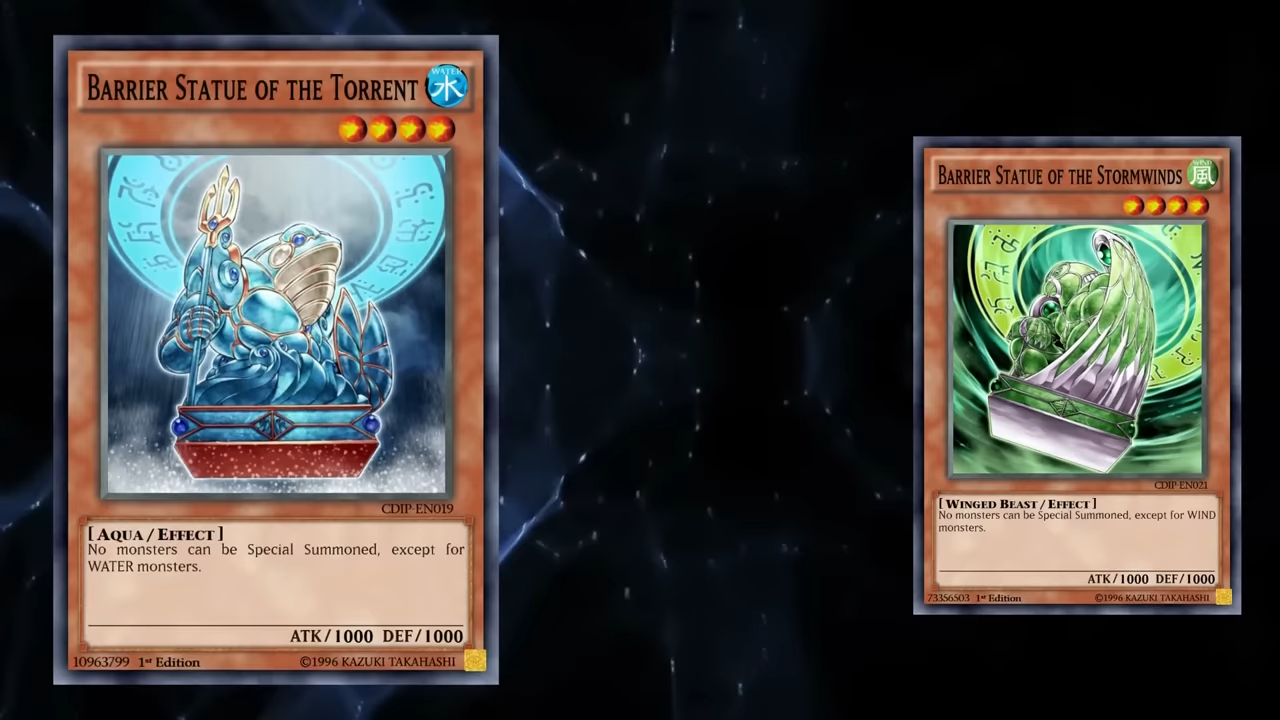 BARRIER STATUE OF THE TORRENT
WATER
水
CDIP-EN019
[ AQUA / EFFECT ]
No monsters can be Special Summoned, except for
WATER monsters.
ATK/1000 DEF/1000
10963799 1st Edition
©1996 KAZUKI TAKAHASHI
BARRIER STATUE OF THE STORMWINDS
WIND
風
CDIP-EN021
[ WINGED BEAST / EFFECT ]
No monsters can be Special Summoned, except for WIND
monsters.
ATK/1000 DEF/1000
73356503 1st Edition
©1996 KAZUKI TAKAHASHI